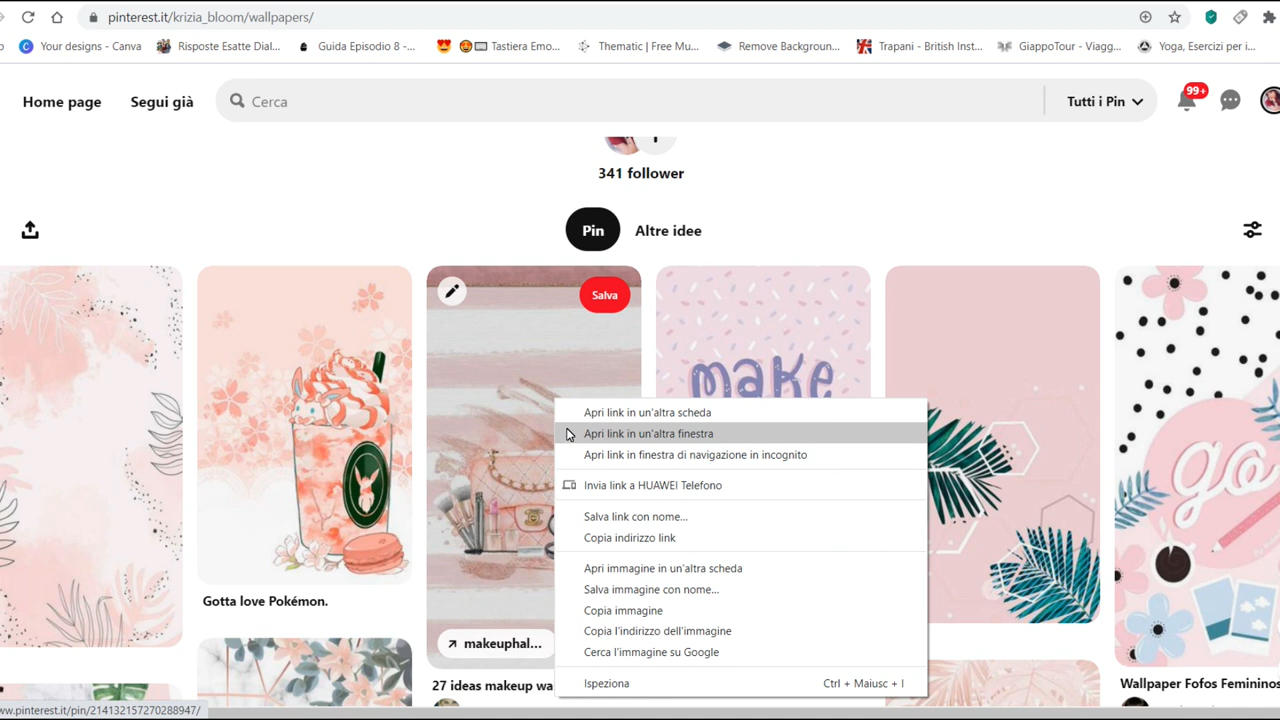 pinterest.it/krizia_bloom/wallpapers/
Your designs - Canva
Risposte Esatte Dial...
Guida Episodio 8 -...
Tastiera Emo...
Thematic | Free Mu...
Remove Backgroun...
Trapani - British Inst...
GiappoTour - Viagg...
Yoga, Esercizi per i...
Home page
Segui già
Cerca
Tutti i Pin
99+
341 follower
Pin
Altre idee
Salva
make
go
Apri link in un'altra scheda
Apri link in un'altra finestra
Apri link in finestra di navigazione in incognito
Invia link a HUAWEI Telefono
Salva link con nome...
Copia indirizzo link
Apri immagine in un'altra scheda
Salva immagine con nome...
Copia immagine
Copia l'indirizzo dell'immagine
Cerca l'immagine su Google
Ispeziona Ctrl + Maiusc + I
Gotta love Pokémon.
makeuphal...
27 ideas makeup wa
Wallpaper Fofos Femininos
ww.pinterest.it/pin/214132157270288947/